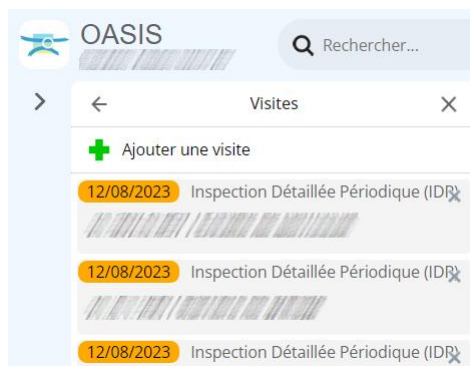 OASIS
Rechercher...
Visites
Ajouter une visite
12/08/2023 Inspection Détaillée Périodique (IDP)
12/08/2023 Inspection Détaillée Périodique (IDP)
12/08/2023 Inspection Détaillée Périodique (IDP)